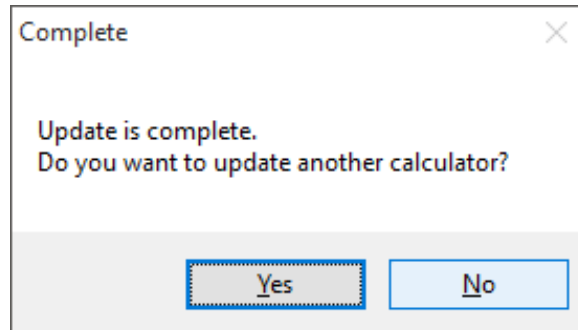 Complete
Update is complete.
Do you want to update another calculator?
Yes
No